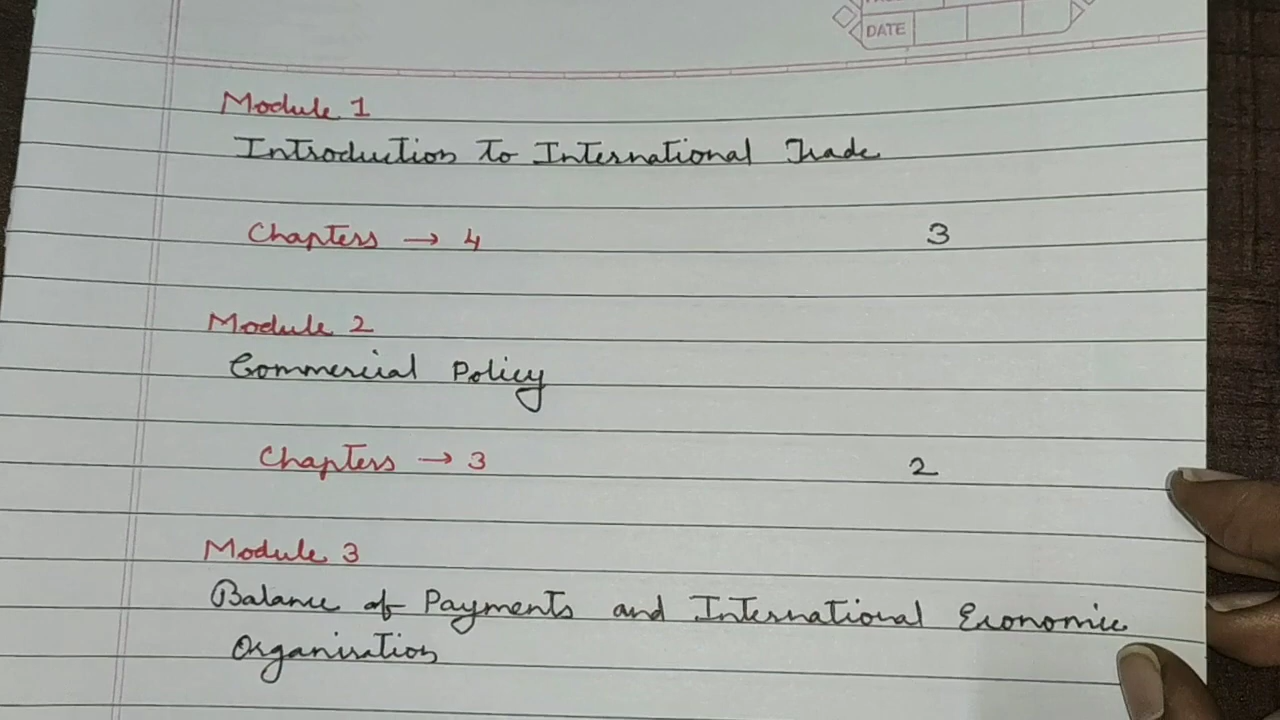 DATE
Module 1
Introduction to International Trade
Chapters → 4 3
Module 2
Commercial Policy
Chapters → 3 2
Module 3
Balance of Payments and International Economic
Organisation